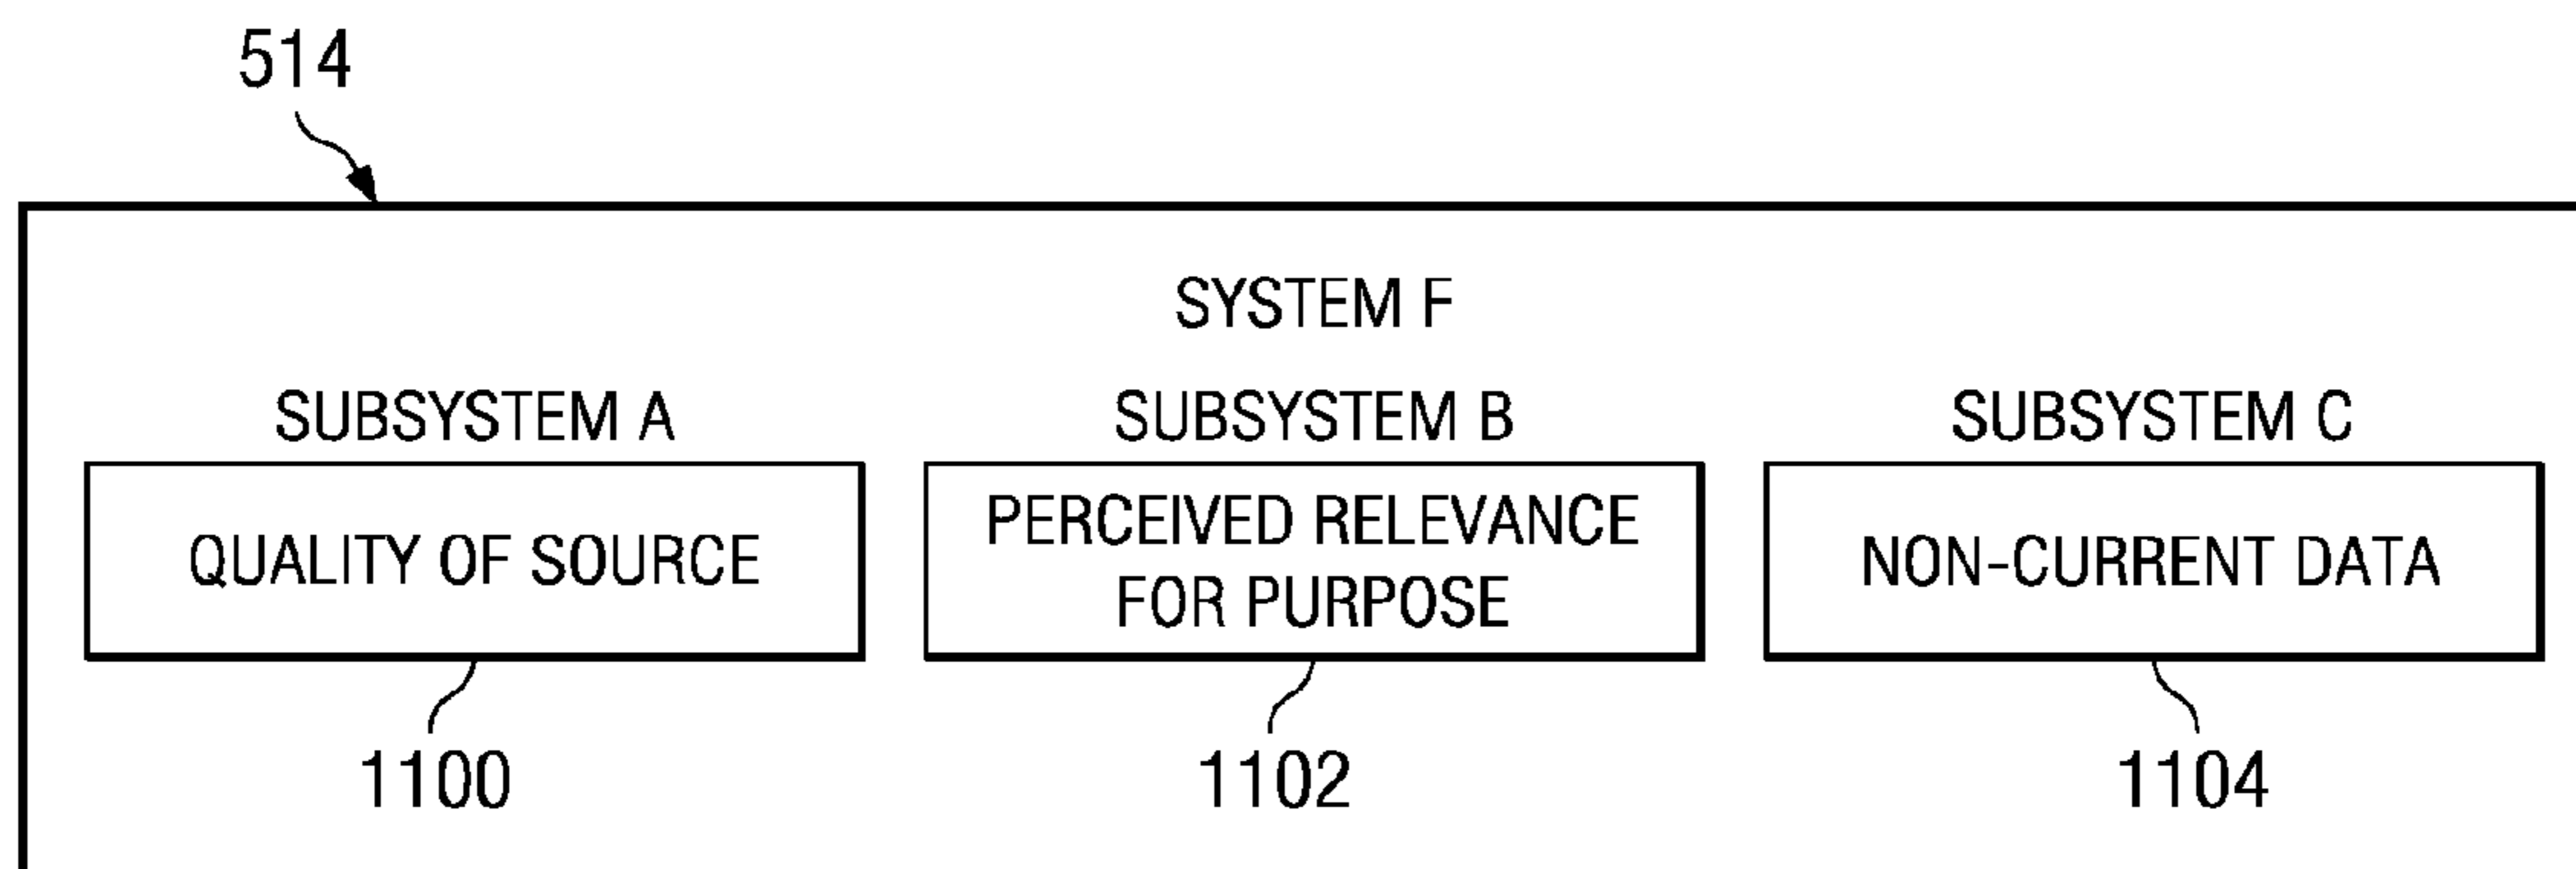 514
SYSTEM F
SUBSYSTEM A
SUBSYSTEM B
SUBSYSTEM C
QUALITY OF SOURCE
PERCEIVED RELEVANCE
FOR PURPOSE
NON-CURRENT DATA
1100
1102
1104